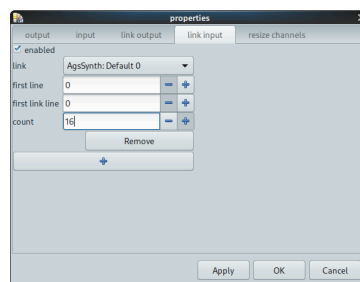 properties
output input link output link input resize channels
enabled
link AgsSynth: Default 0
first line 0
first link line 0
count 16
Remove
Apply OK Cancel